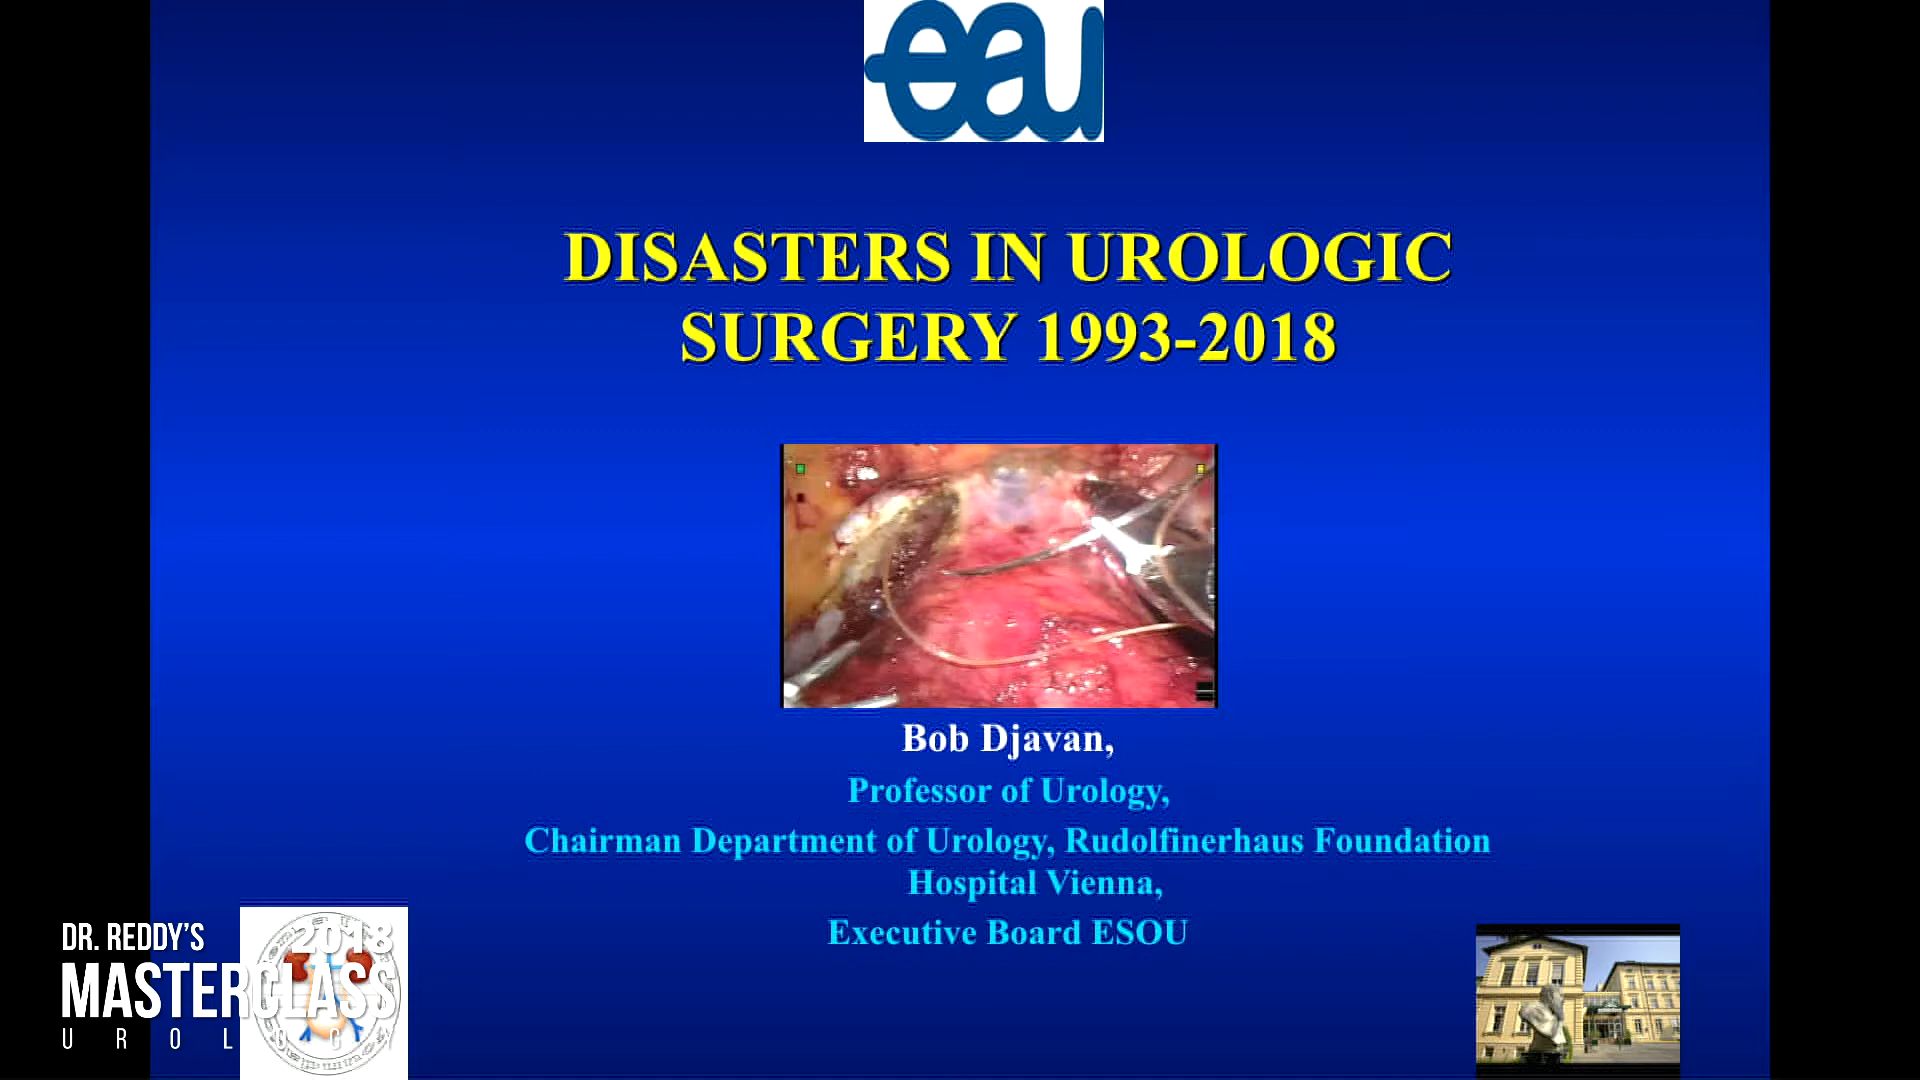 eau
DISASTERS IN UROLOGIC
SURGERY 1993-2018
Bob Djavan,
Professor of Urology,
Chairman Department of Urology, Rudolfinerhaus Foundation
Hospital Vienna,
Executive Board ESOU
DR. REDDY'S
2018
MASTERCLASS
UROLOGY